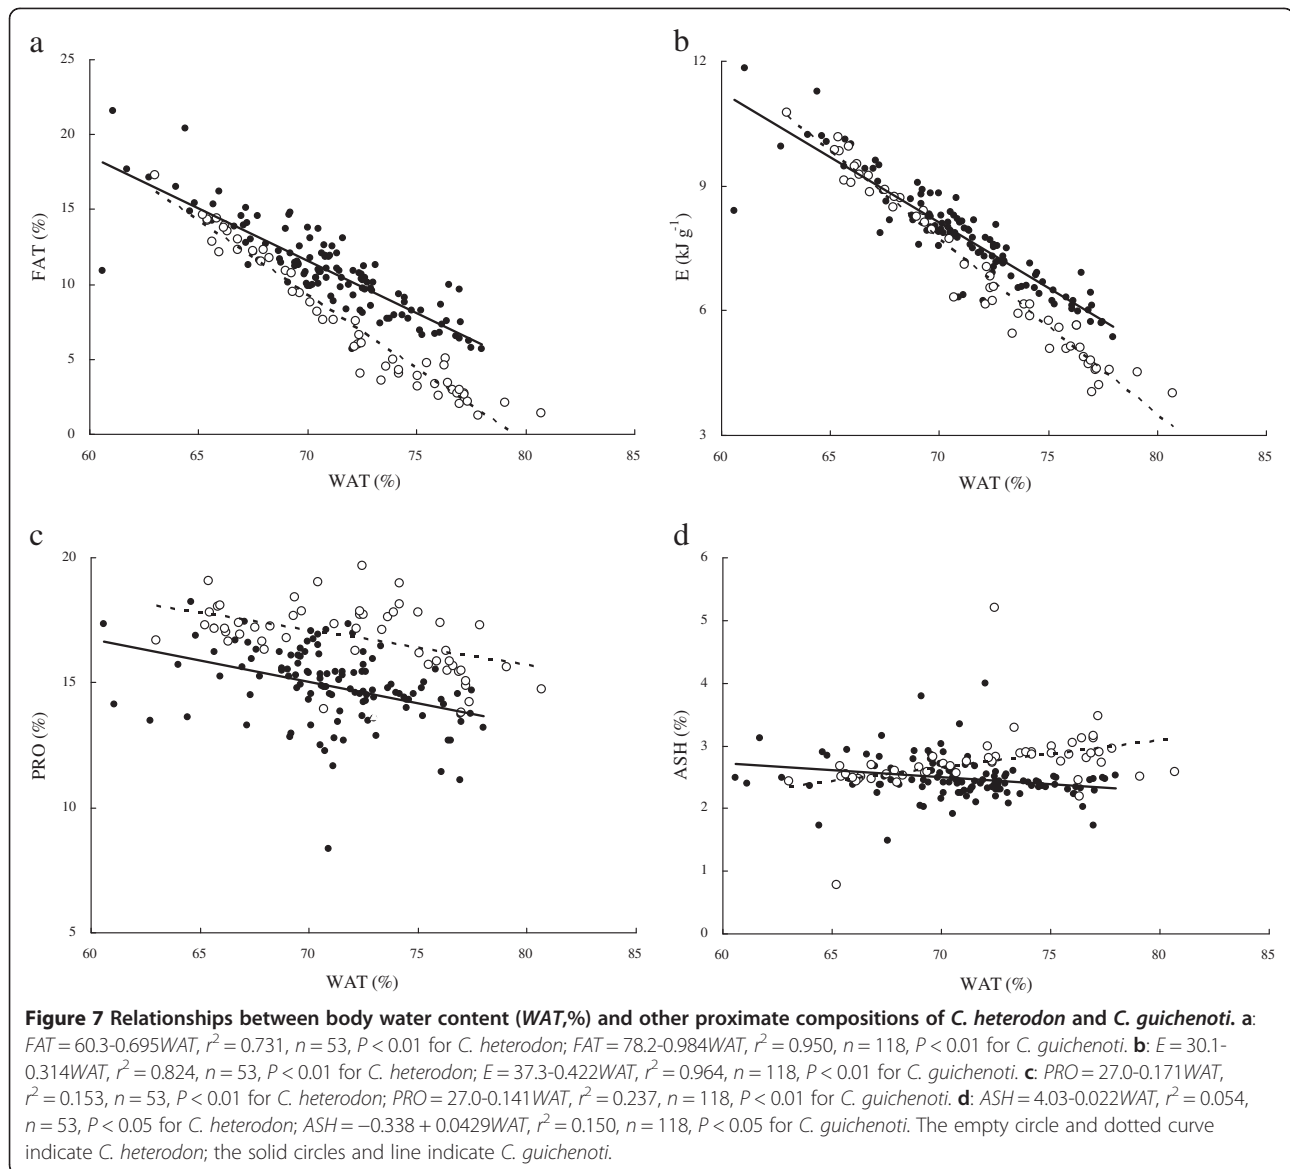 a
25
20
15
10
5
0
FAT (%)
60 65 70 75 80 85
WAT (%)
b
12
9
6
3
E (kJ g-1)
60 65 70 75 80 85
WAT (%)
c
20
15
10
5
PRO (%)
60 65 70 75 80 85
WAT (%)
d
6
5
4
3
2
1
0
ASH (%)
60 65 70 75 80 85
WAT (%)
Figure 7 Relationships between body water content (WAT,%) and other proximate compositions of C. heterodon and C. guichenoti. a:
FAT = 60.3-0.695WAT, r2 = 0.731, n = 53, P < 0.01 for C. heterodon; FAT = 78.2-0.984WAT, r2 = 0.950, n = 118, P < 0.01 for C. guichenoti. b: E = 30.1-
0.314WAT, r2 = 0.824, n = 53, P < 0.01 for C. heterodon; E = 37.3-0.422WAT, r2 = 0.964, n = 118, P < 0.01 for C. guichenoti. c: PRO = 27.0-0.171WAT,
r2 = 0.153, n = 53, P < 0.01 for C. heterodon; PRO = 27.0-0.141WAT, r2 = 0.237, n = 118, P < 0.01 for C. guichenoti. d: ASH = 4.03-0.022WAT, r2 = 0.054,
n = 53, P < 0.05 for C. heterodon; ASH = −0.338 + 0.0429WAT, r2 = 0.150, n = 118, P < 0.05 for C. guichenoti. The empty circle and dotted curve
indicate C. heterodon; the solid circles and line indicate C. guichenoti.